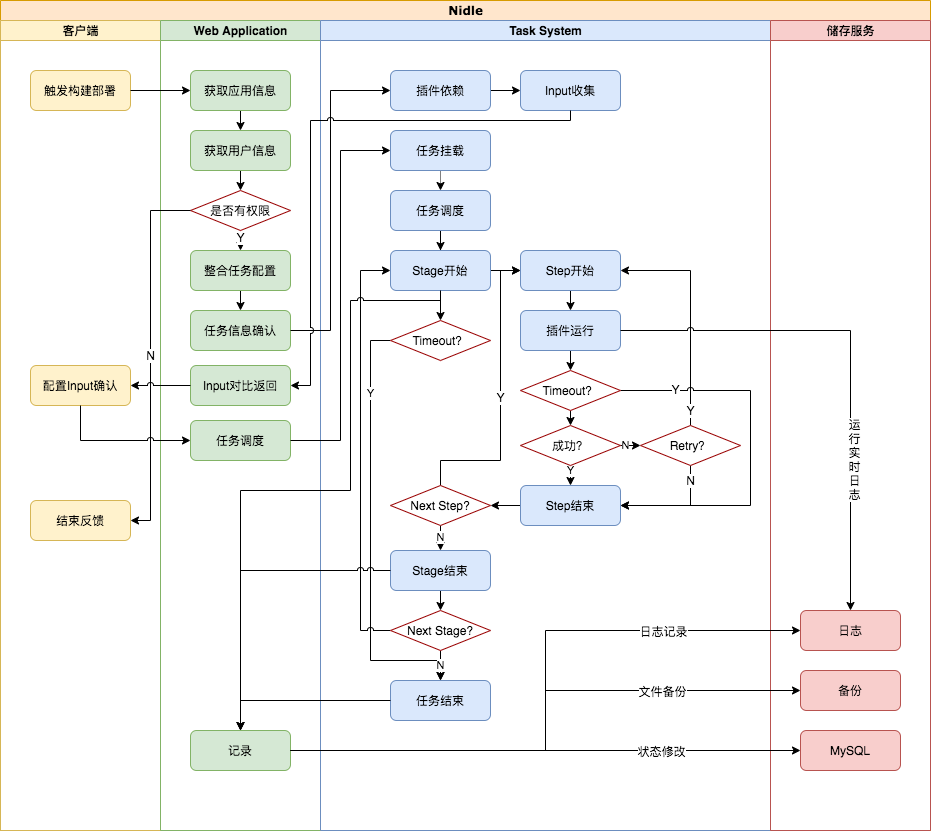 Nidle
客户端
Web Application
Task System
储存服务
触发构建部署
获取应用信息
插件依赖
Input收集
获取用户信息
任务挂载
是否有权限
任务调度
Y
整合任务配置
Stage开始
Step开始
任务信息确认
插件运行
Timeout?
N
配置Input确认
Input对比返回
Y
Y
Timeout?
Y
Y
任务调度
成功?
N
Retry?
运行实时日志
Y
N
结束反馈
Next Step?
Step结束
N
Stage结束
Next Stage?
日志记录
日志
N
任务结束
文件备份
备份
记录
状态修改
MySQL